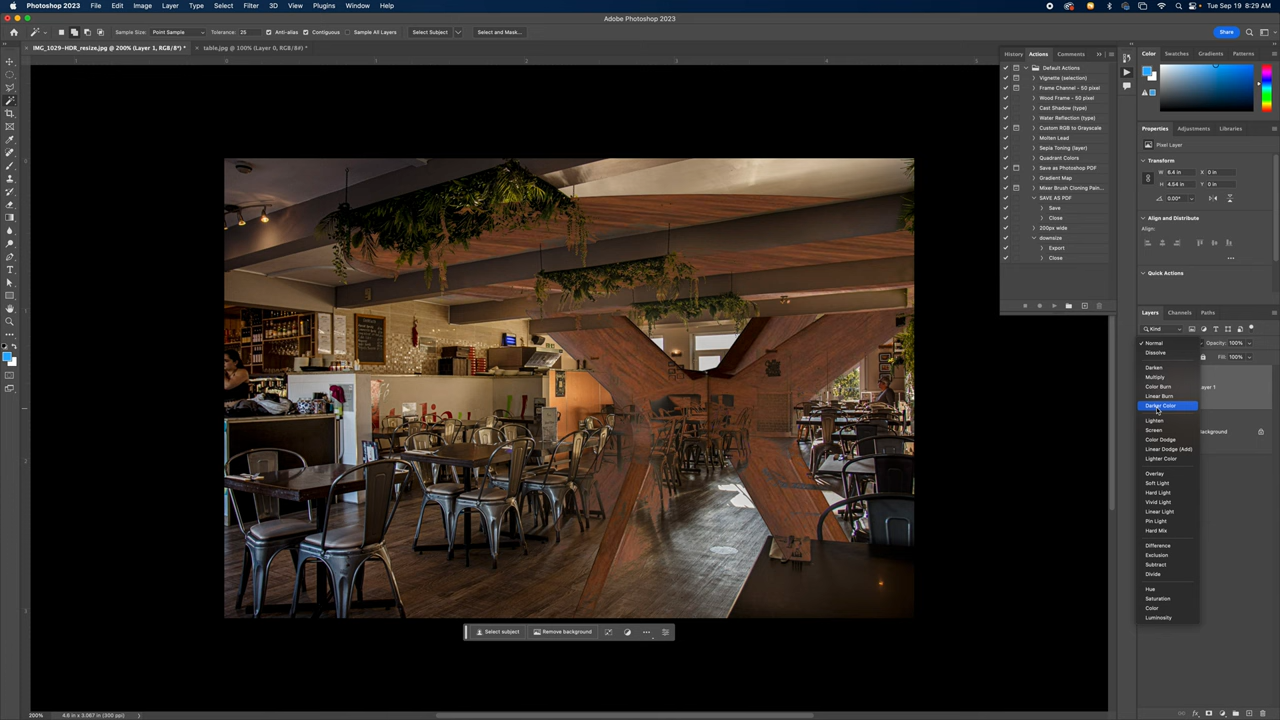 Photoshop 2023 File Edit Image Layer Type Select Filter 3D View Plugins Window Help Tue Sep 19 8:29 AM
Adobe Photoshop 2023
Sample Size: Point Sample Tolerance: 25 Anti-alias Contiguous Sample All Layers Select Subject Select and Mask... Share
IMG_1029-HDR_resize.jpg @ 200% (Layer 1, RGB/8*) * × table.jpg @ 100% (Layer 0, RGB/8#) *
History Actions Comments
Default Actions
Vignette (selection)
Frame Channel - 50 pixel
Wood Frame - 50 pixel
Cast Shadow (type)
Water Reflection (type)
Custom RGB to Grayscale
Molten Lead
Sepia Toning (layer)
Quadrant Colors
Save as Photoshop PDF
Gradient Map
Mixer Brush Cloning Pain...
SAVE AS PDF
Save
Close
200px wide
downsize
Export
Close
Color Swatches Gradients Patterns
Properties Adjustments Libraries
Pixel Layer
Transform
W 6.4 in X 0 in
H 4.54 in Y 0 in
0.00°
Align and Distribute
Align:
Quick Actions
Layers Channels Paths
Kind
Normal
Opacity: 100%
Dissolve
Fill: 100%
Darken
Multiply
Color Burn
Linear Burn
Darker Color
Lighten
Screen
Color Dodge
Linear Dodge (Add)
Lighter Color
Overlay
Soft Light
Hard Light
Vivid Light
Linear Light
Pin Light
Hard Mix
Difference
Exclusion
Subtract
Divide
Hue
Saturation
Color
Luminosity
Select subject Remove background
200% 4.6 in x 3.067 in (300 ppi)